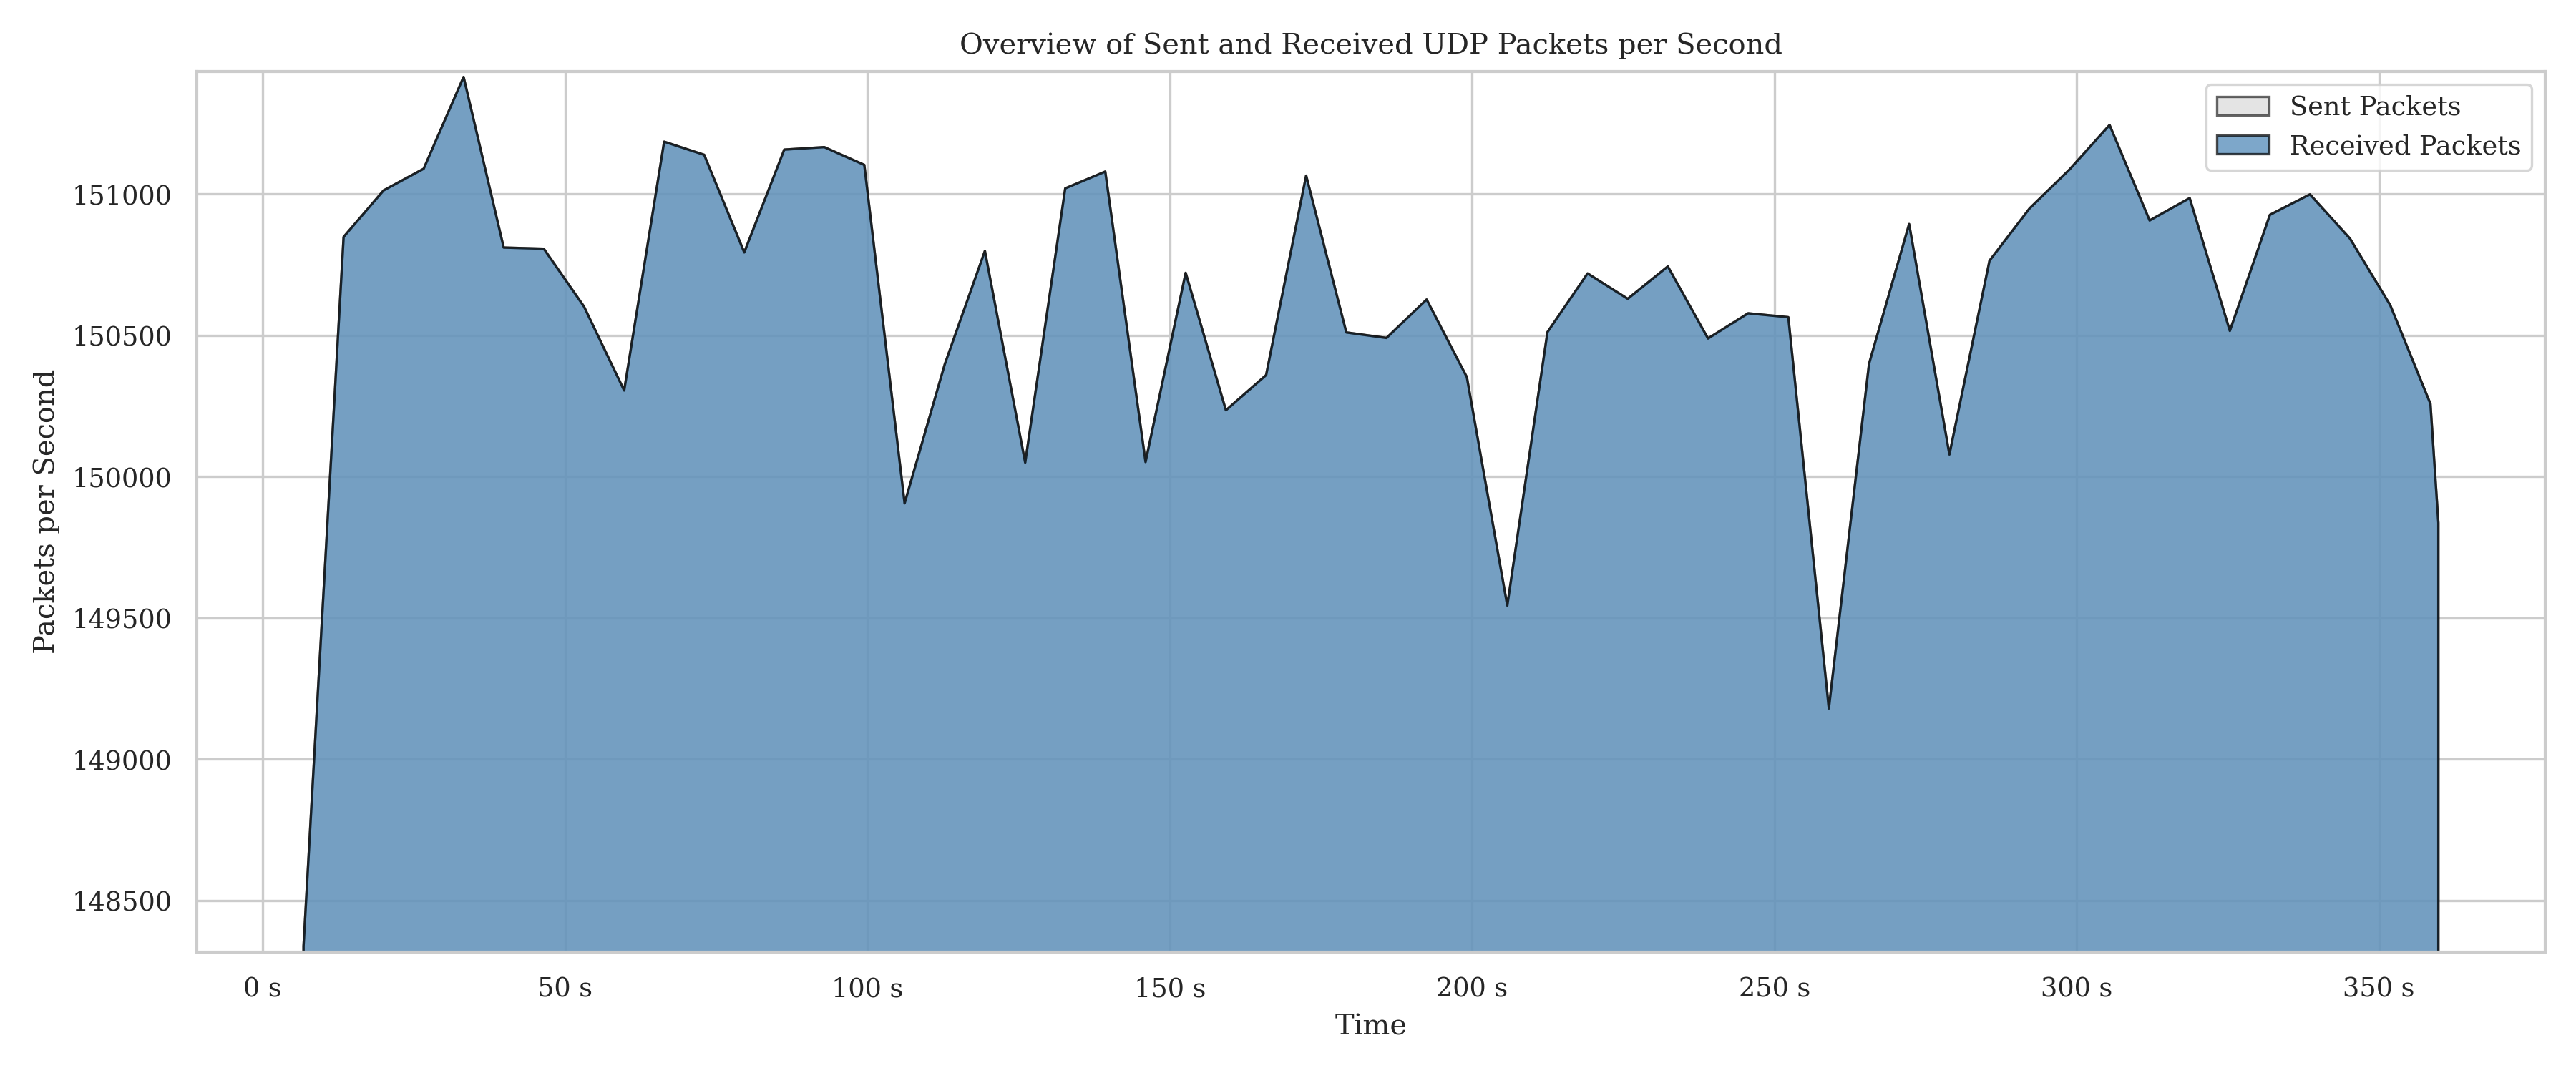 Overview of Sent and Received UDP Packets per Second
Sent Packets
Received Packets
Packets per Second
151000
150500
150000
149500
149000
148500
0 s
50 s
100 s
150 s
200 s
250 s
300 s
350 s
Time